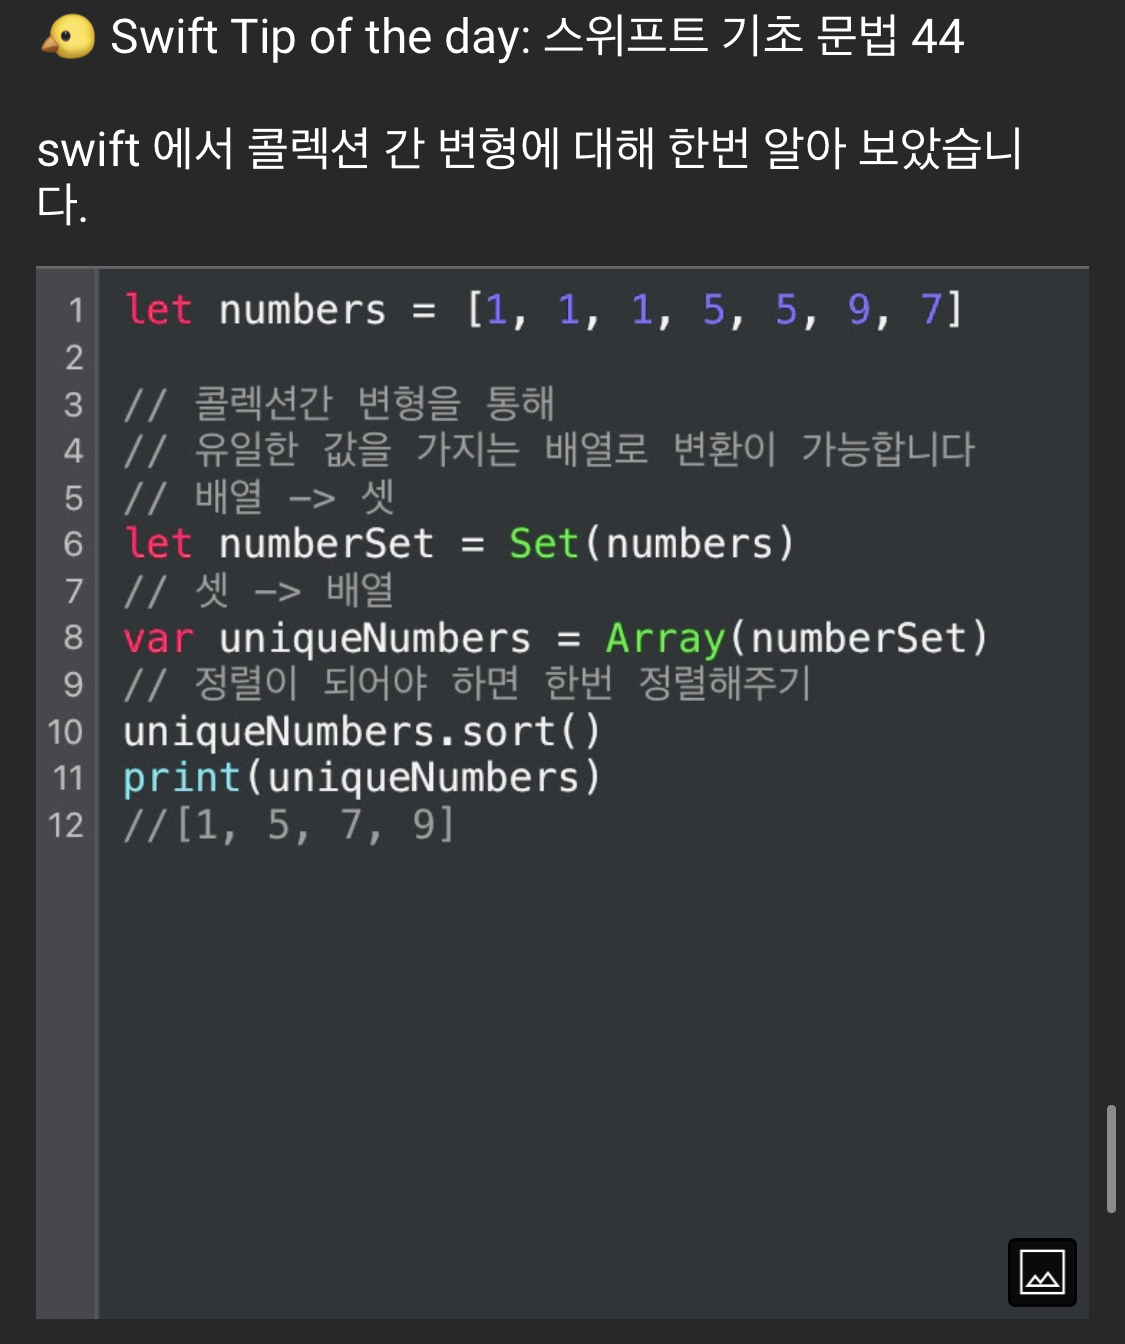 🐤 Swift Tip of the day: 스위프트 기초 문법 44
swift 에서 콜렉션 간 변형에 대해 한번 알아 보았습니
다.
1 let numbers = [1, 1, 1, 5, 5, 9, 7]
2
3 // 콜렉션간 변형을 통해
4 // 유일한 값을 가지는 배열로 변환이 가능합니다
5 // 배열 –> 셋
6 let numberSet = Set(numbers)
7 // 셋 –> 배열
8 var uniqueNumbers = Array(numberSet)
9 // 정렬이 되어야 하면 한번 정렬해주기
10 uniqueNumbers.sort()
11 print(uniqueNumbers)
12 //[1, 5, 7, 9]